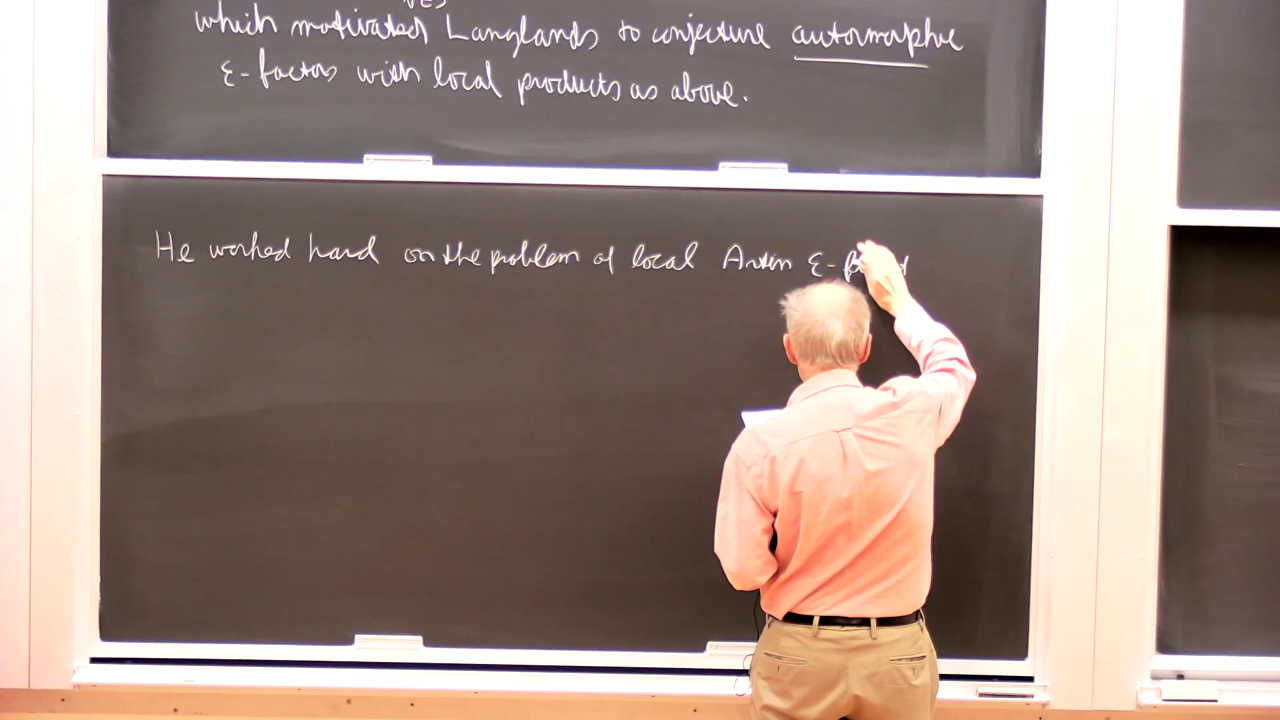 which motivated Langlands to conjecture automorphic
ε-factors with local products as above.
He worked hard on the problem of local Artin ε-